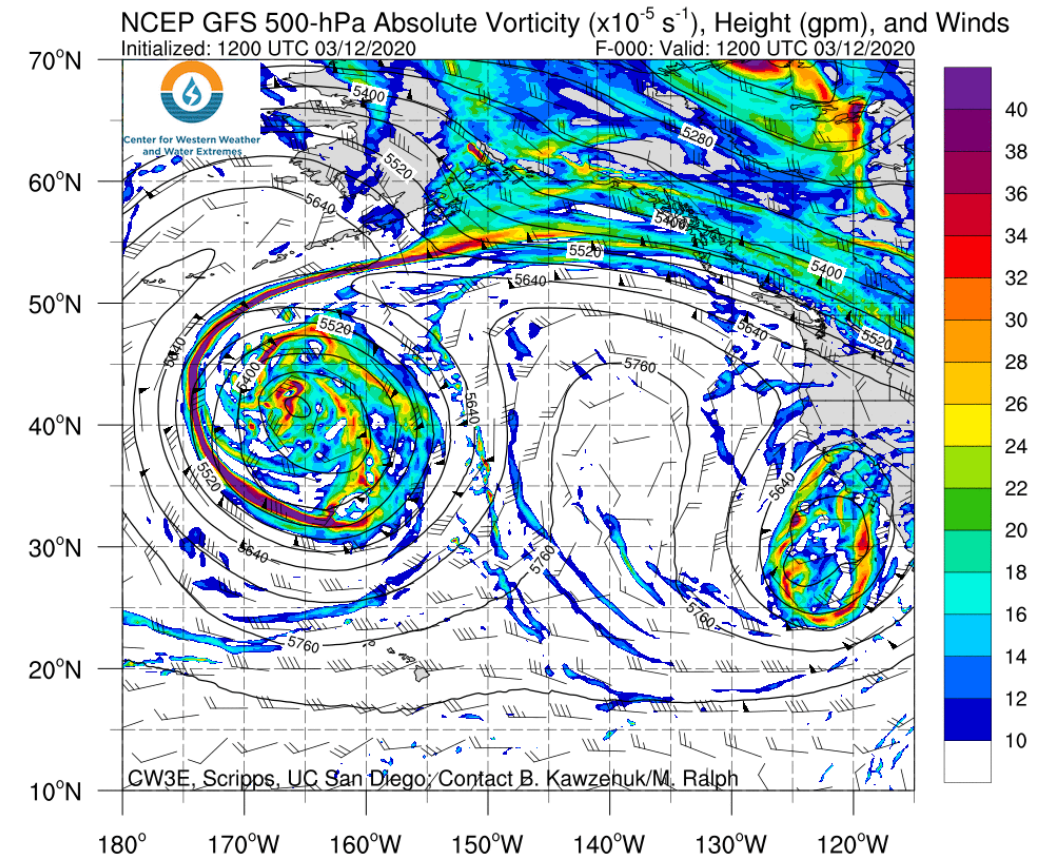 NCEP GFS 500-hPa Absolute Vorticity (x10⁻⁵ s⁻¹), Height (gpm), and Winds
Initialized: 1200 UTC 03/12/2020 F-000: Valid: 1200 UTC 03/12/2020
Center for Western Weather
and Water Extremes
70°N
60°N
50°N
40°N
30°N
20°N
10°N
5400
5280
5520
5640
5400
5520
5400
5640
5520
5640
5520
5640
5760
5400
5640
5520
5640
5640
5760
5760
5760
CW3E, Scripps, UC San Diego; Contact B. Kawzehuk/M. Ralph
180° 170°W 160°W 150°W 140°W 130°W 120°W
40
38
36
34
32
30
28
26
24
22
20
18
16
14
12
10